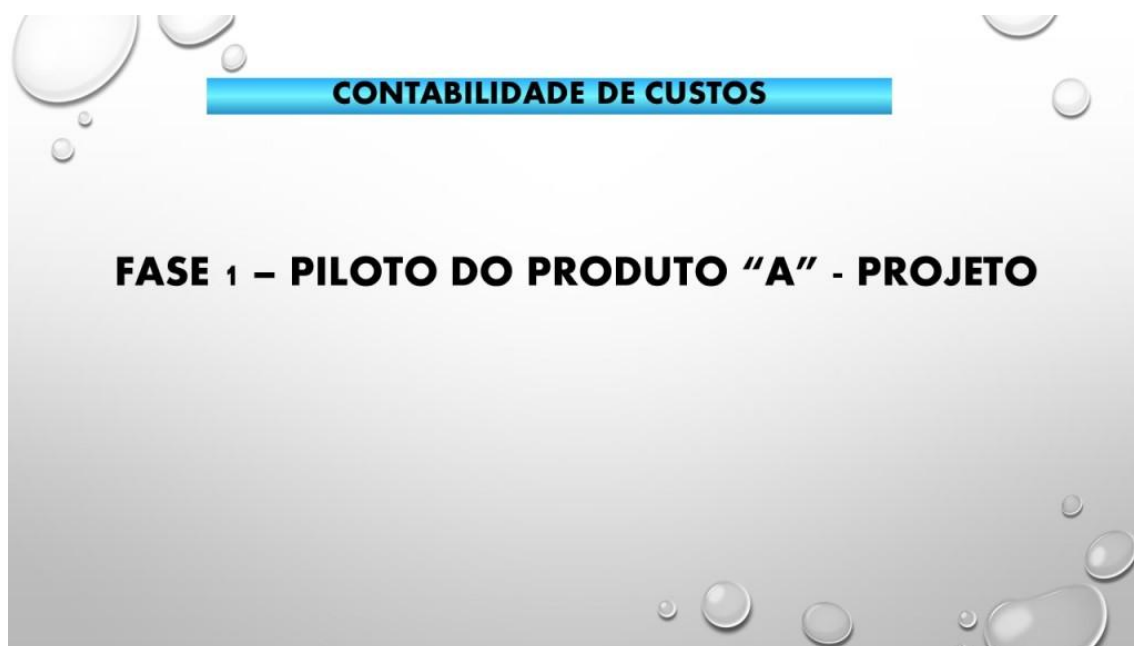 CONTABILIDADE DE CUSTOS
FASE 1 – PILOTO DO PRODUTO “A” - PROJETO